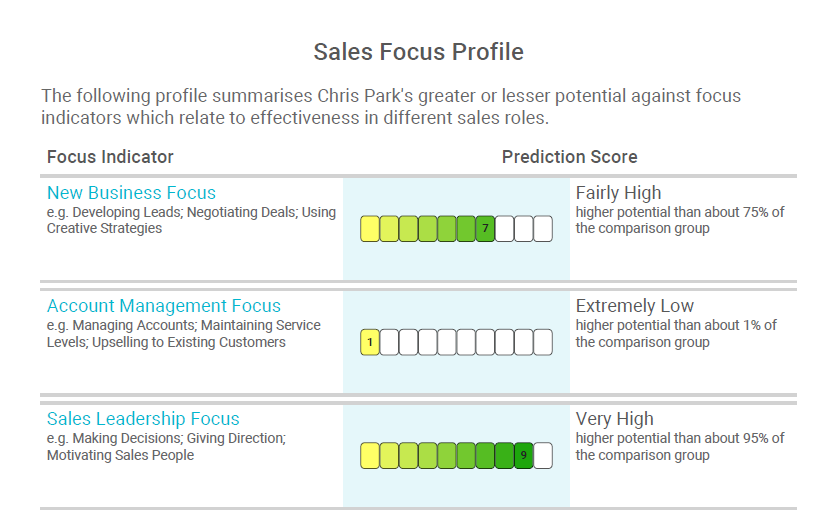 Sales Focus Profile
The following profile summarises Chris Park's greater or lesser potential against focus
indicators which relate to effectiveness in different sales roles.
Focus Indicator
Prediction Score
New Business Focus
e.g. Developing Leads; Negotiating Deals; Using
Creative Strategies
7
Fairly High
higher potential than about 75% of
the comparison group
Account Management Focus
e.g. Managing Accounts; Maintaining Service
Levels; Upselling to Existing Customers
1
Extremely Low
higher potential than about 1% of
the comparison group
Sales Leadership Focus
e.g. Making Decisions; Giving Direction;
Motivating Sales People
9
Very High
higher potential than about 95% of
the comparison group